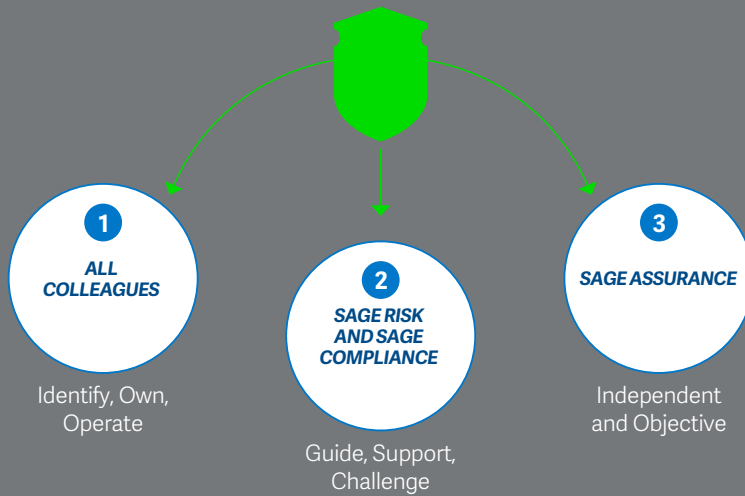 1
ALL
COLLEAGUES
Identify, Own,
Operate
2
SAGE RISK
AND SAGE
COMPLIANCE
Guide, Support,
Challenge
3
SAGE ASSURANCE
Independent
and Objective